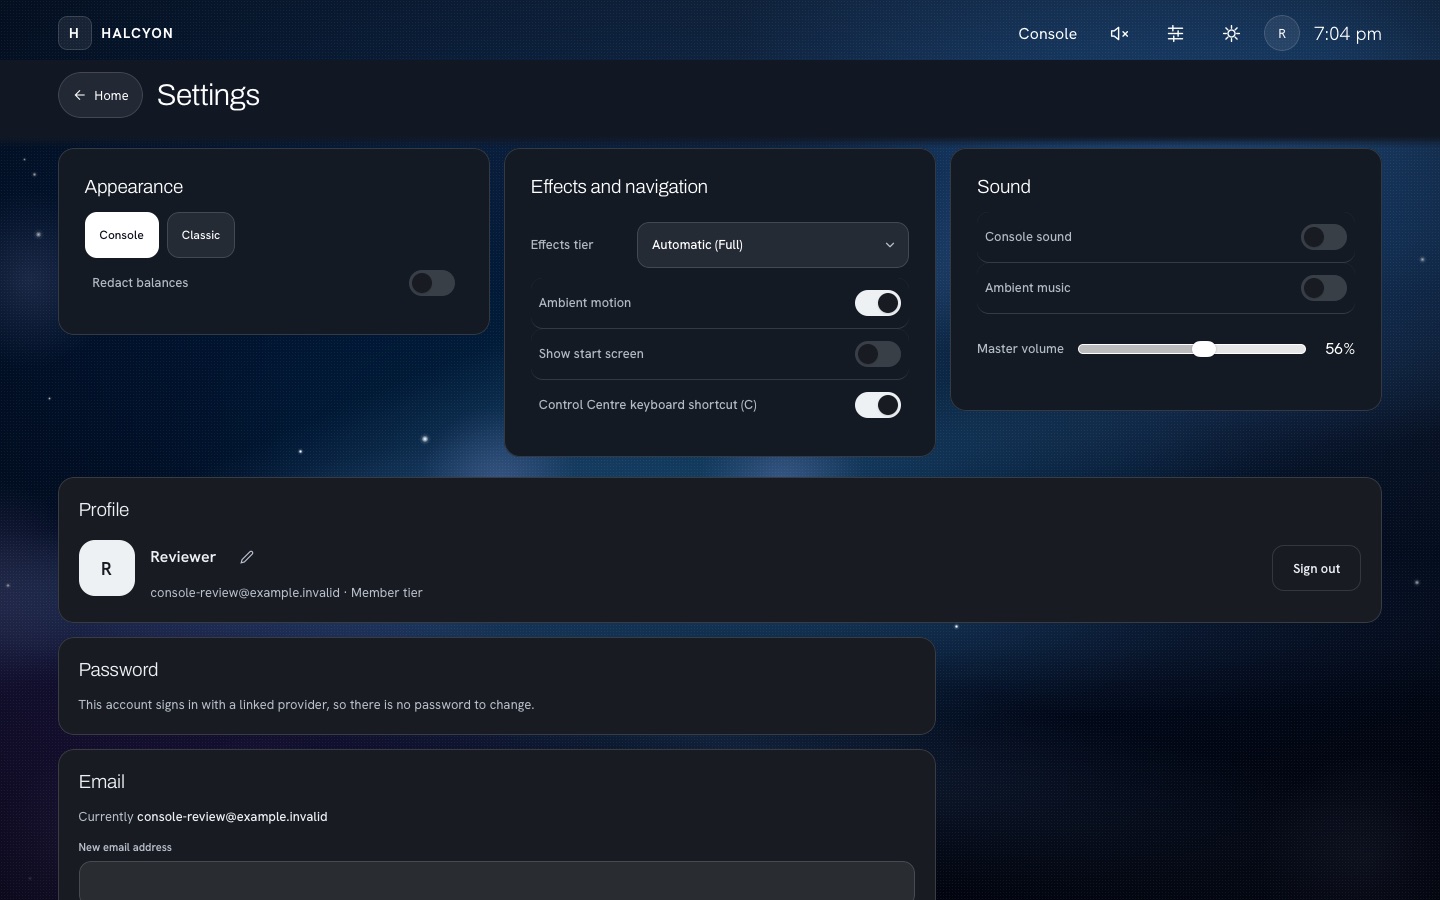 H HALCYON
Console
R
7:04 pm
Home
Settings
Appearance
Console
Classic
Redact balances
Effects and navigation
Effects tier
Automatic (Full)
Ambient motion
Show start screen
Control Centre keyboard shortcut (C)
Sound
Console sound
Ambient music
Master volume
56%
Profile
R
Reviewer
console-review@example.invalid · Member tier
Sign out
Password
This account signs in with a linked provider, so there is no password to change.
Email
Currently console-review@example.invalid
New email address